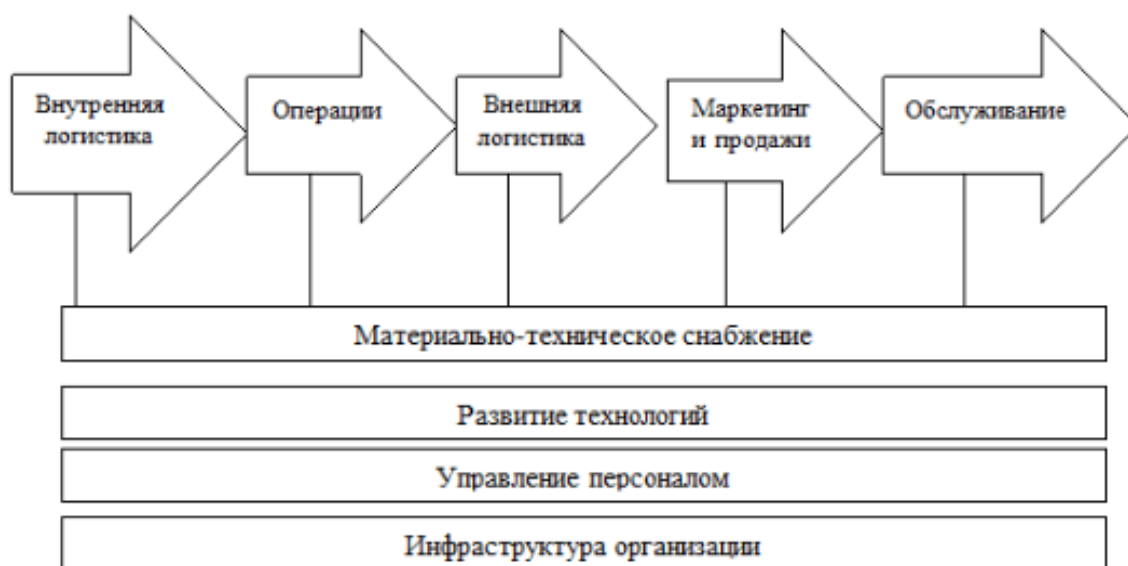 Внутренняя
логистика
Операции
Внешняя
логистика
Маркетинг
и продажи
Обслуживание
Материально-техническое снабжение
Развитие технологий
Управление персоналом
Инфраструктура организации